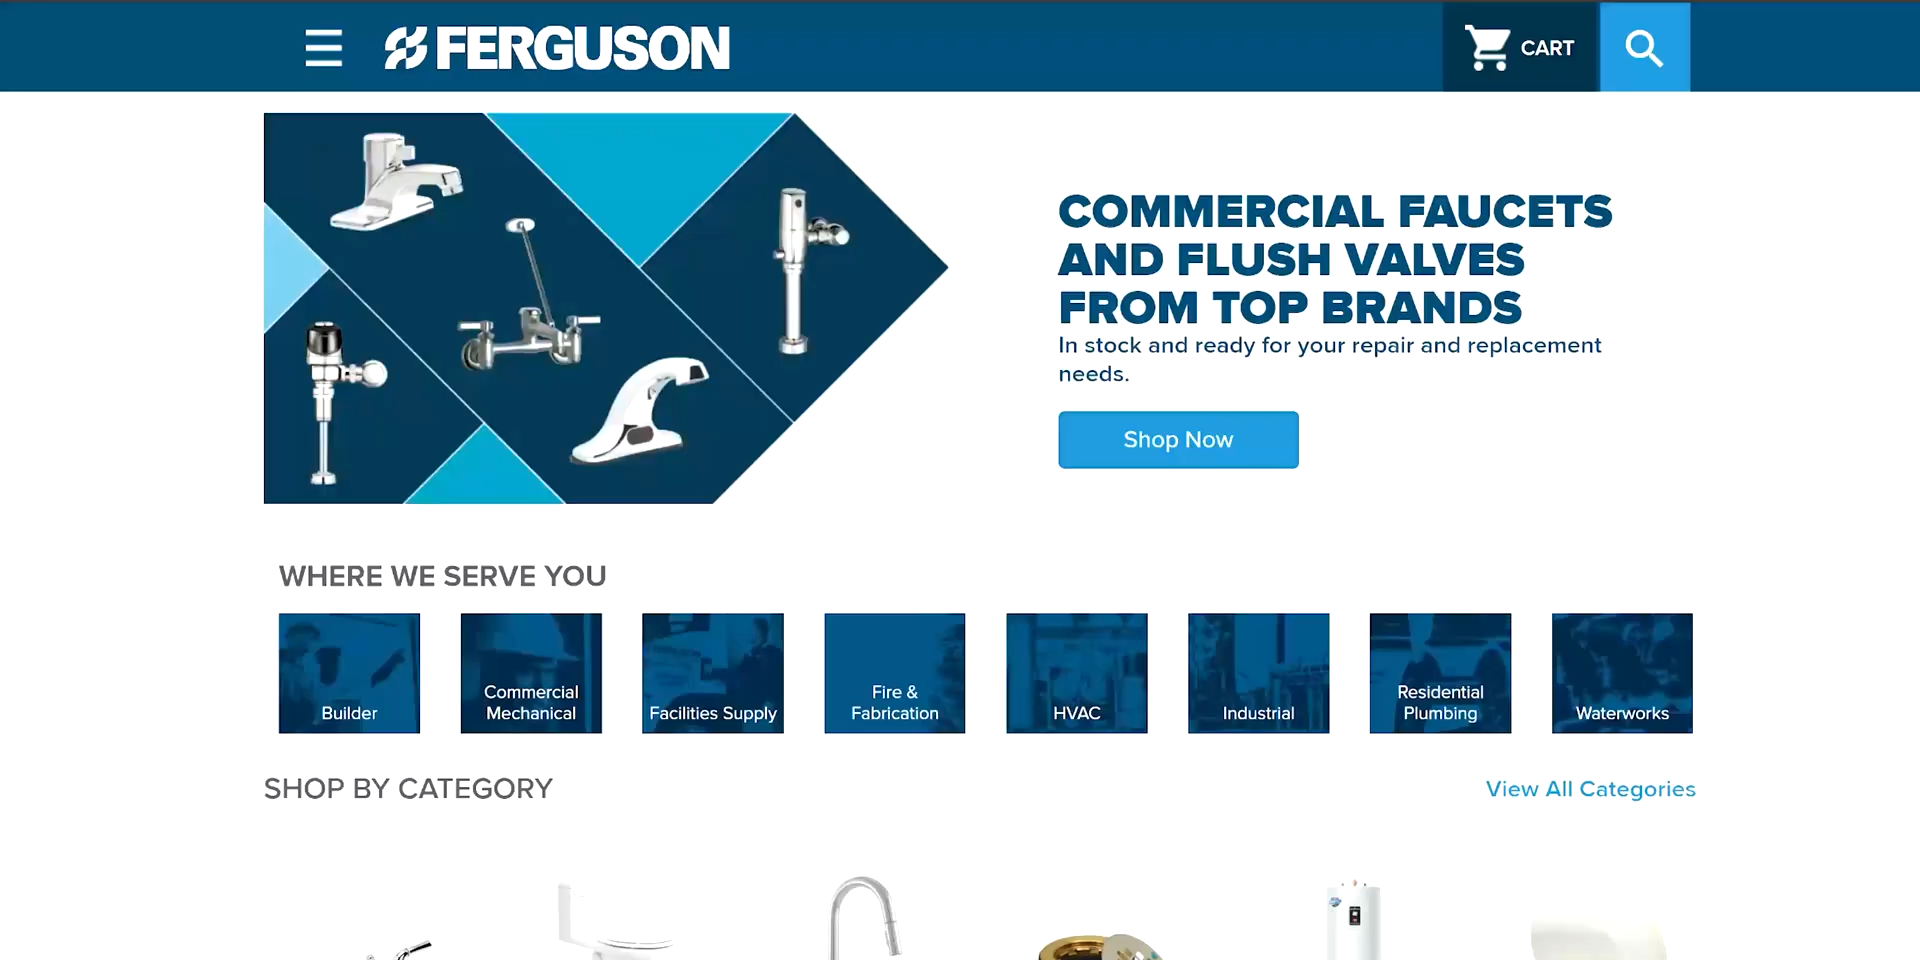 FERGUSON
CART
COMMERCIAL FAUCETS
AND FLUSH VALVES
FROM TOP BRANDS
In stock and ready for your repair and replacement
needs.
Shop Now
WHERE WE SERVE YOU
Builder
Commercial
Mechanical
Facilities Supply
Fire &
Fabrication
HVAC
Industrial
Residential
Plumbing
Waterworks
SHOP BY CATEGORY
View All Categories